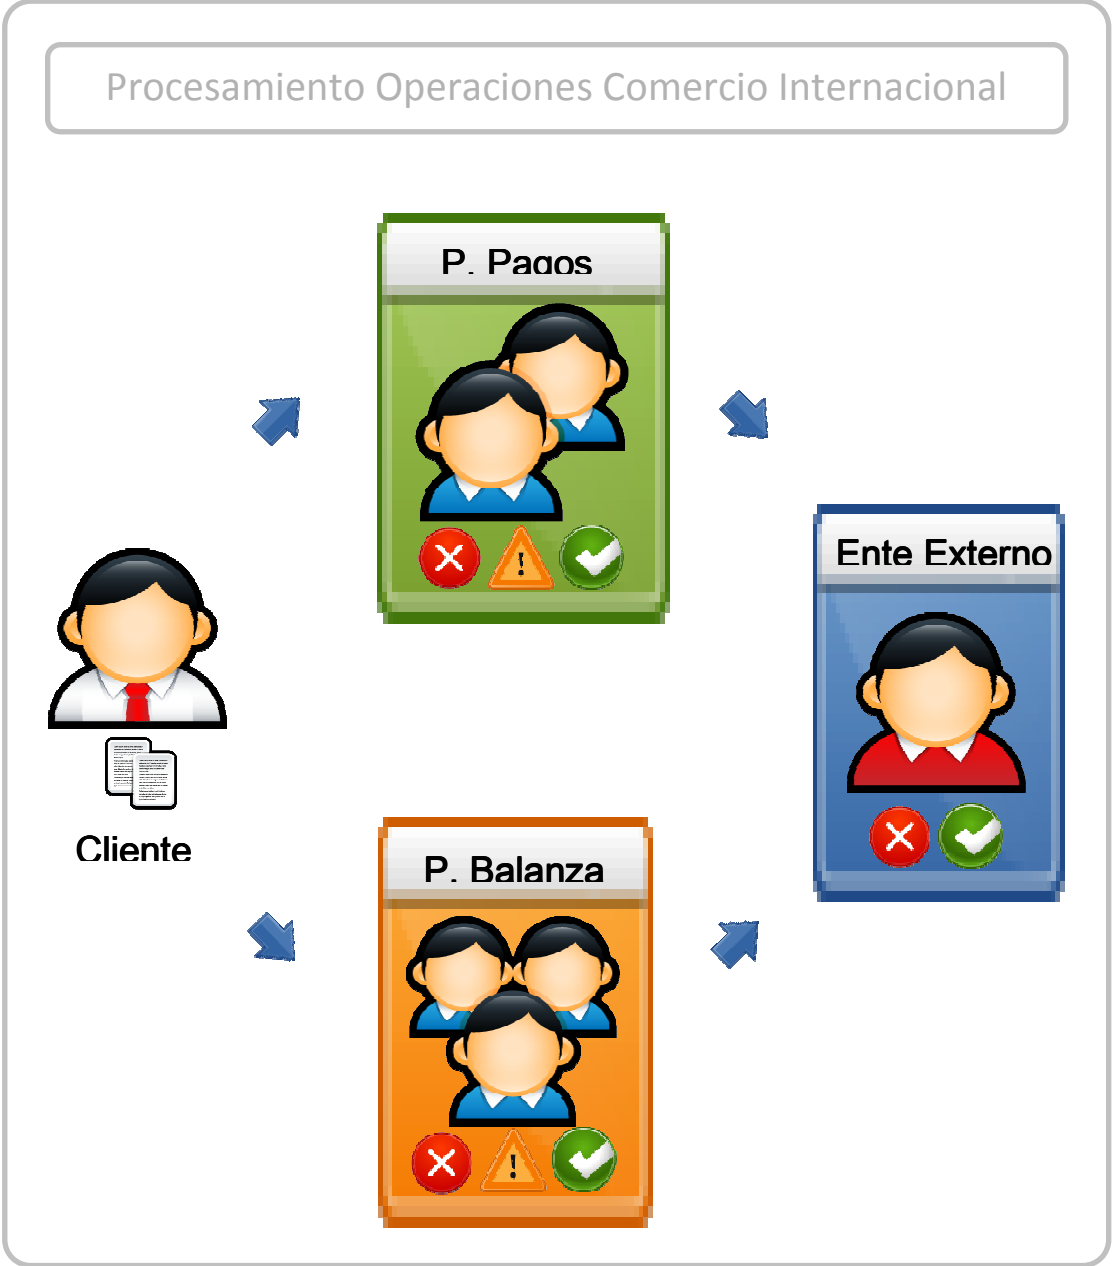 Procesamiento Operaciones Comercio Internacional
P. Pagos
Ente Externo
Cliente
P. Balanza